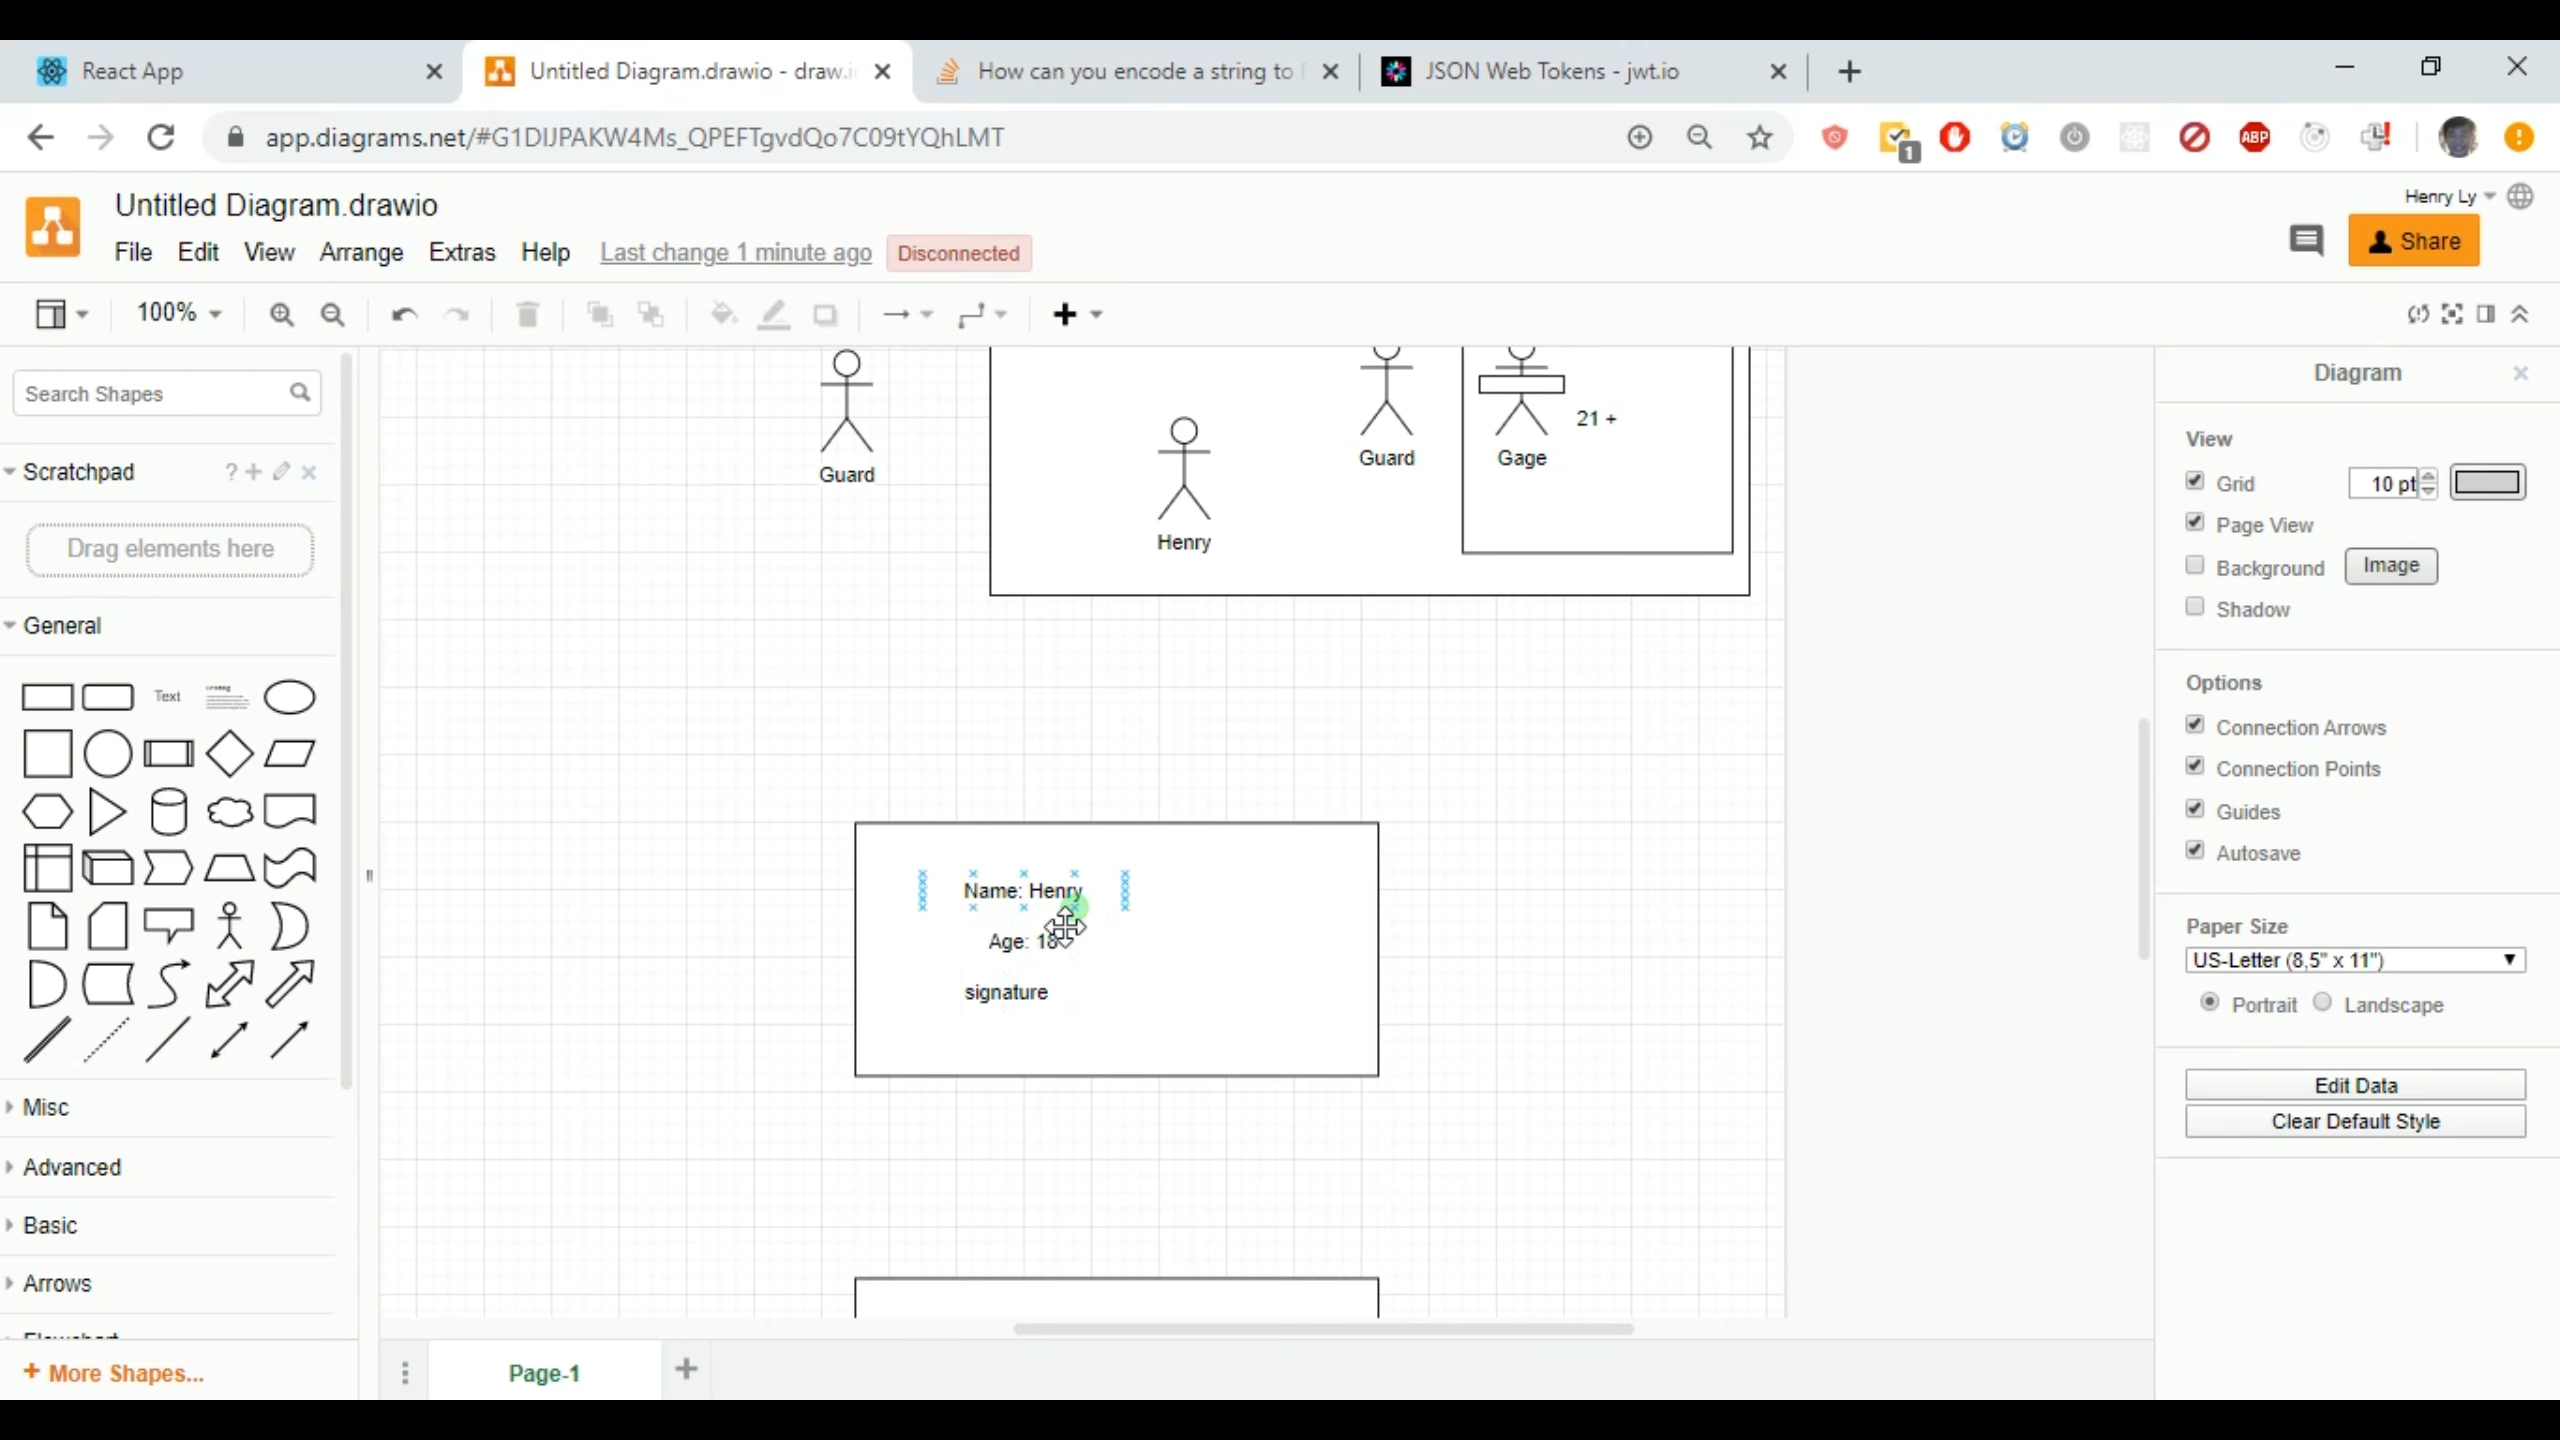 React App
Untitled Diagram.drawio - draw.i
How can you encode a string to
JSON Web Tokens - jwt.io
app.diagrams.net/#G1DIJPAKW4Ms_QPEFTgvdQo7C09tYQhLMT
1
ABP
Untitled Diagram.drawio
Henry Ly
File Edit View Arrange Extras Help Last change 1 minute ago Disconnected
Share
100%
Search Shapes
Scratchpad
?
Drag elements here
General
Text
Misc
Advanced
Basic
Arrows
+ More Shapes...
Guard
Henry
Guard
Gage
21 +
Name: Henry
Age: 18
signature
Page-1
Diagram
View
Grid
10 pt
Page View
Background
Image
Shadow
Options
Connection Arrows
Connection Points
Guides
Autosave
Paper Size
US-Letter (8,5" x 11")
Portrait
Landscape
Edit Data
Clear Default Style